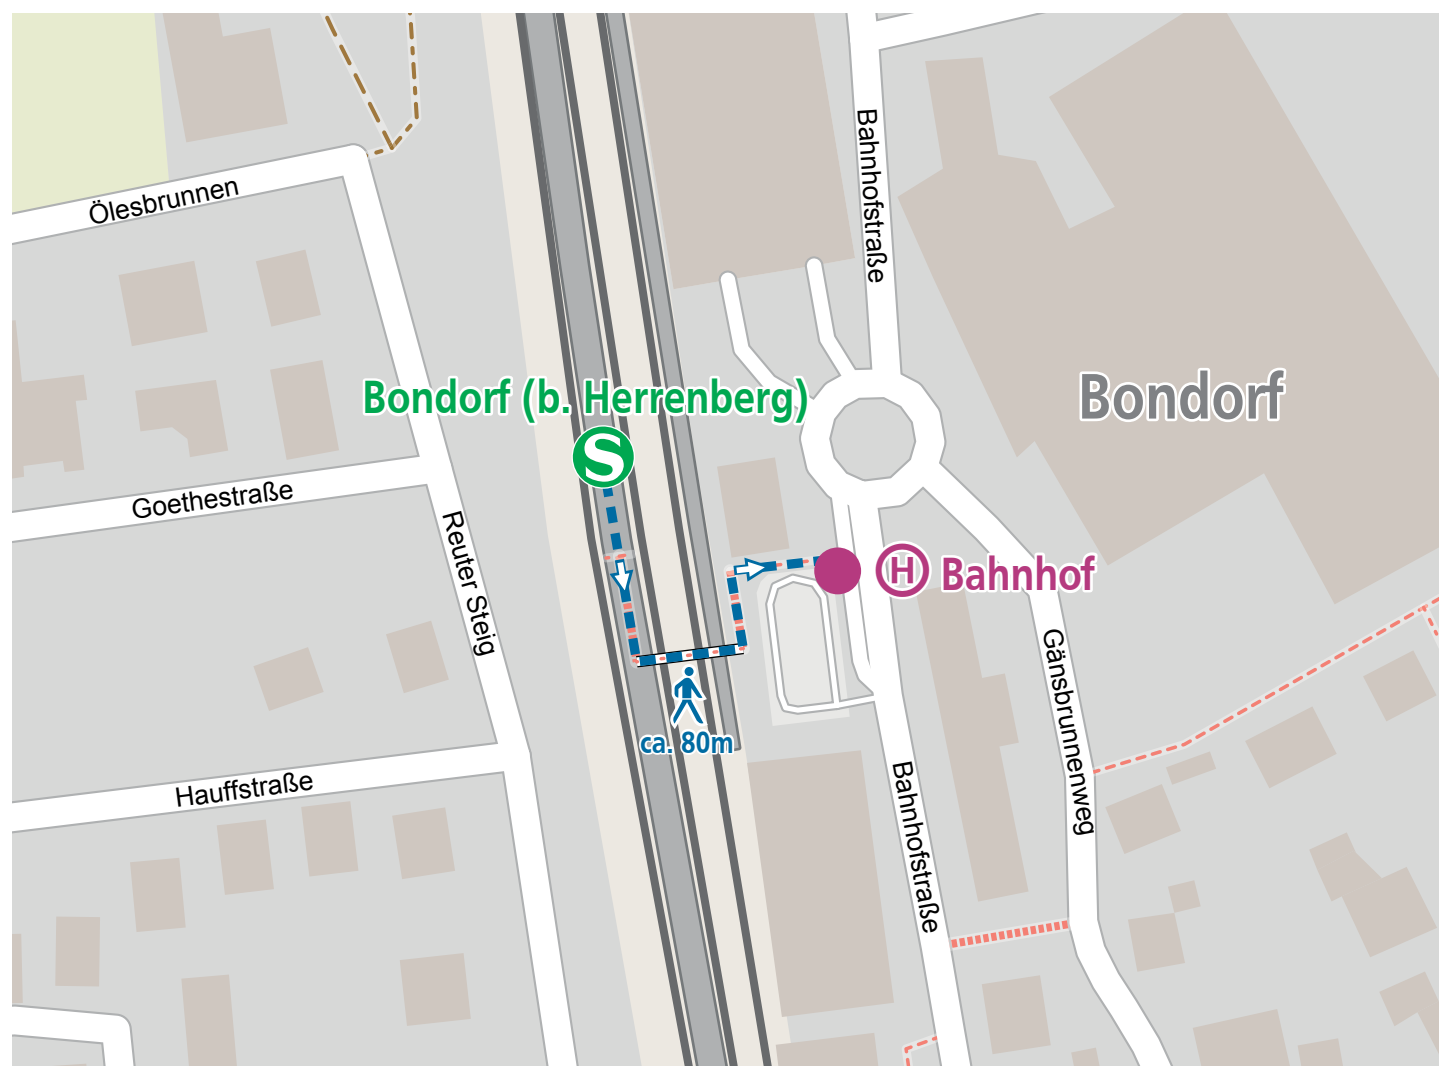 Bahnhofstraße
Ölesbrunnen
Bondorf (b. Herrenberg)
Bondorf
S
Goethestraße
Reuter Steig
H Bahnhof
Gänsbrunnenweg
ca. 80m
Hauffstraße
Bahnhofstraße